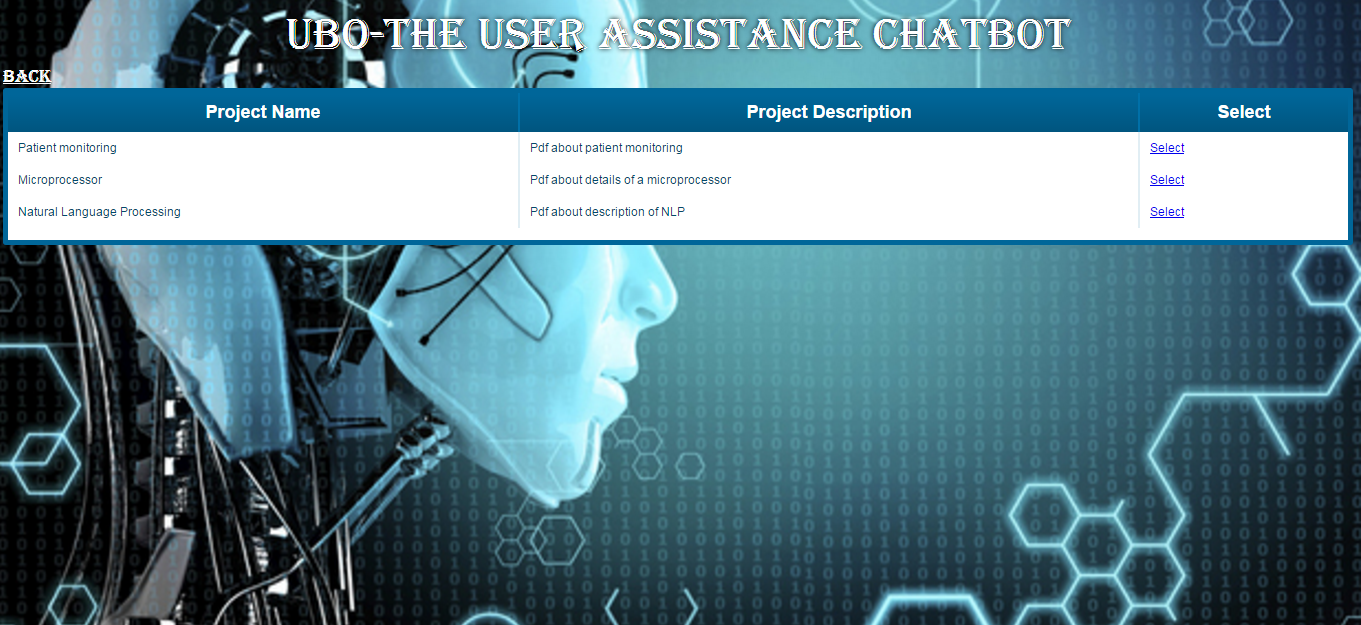 UBO-THE USER ASSISTANCE CHATBOT
BACK
Project Name Project Description Select
Patient monitoring Pdf about patient monitoring Select
Microprocessor Pdf about details of a microprocessor Select
Natural Language Processing Pdf about description of NLP Select